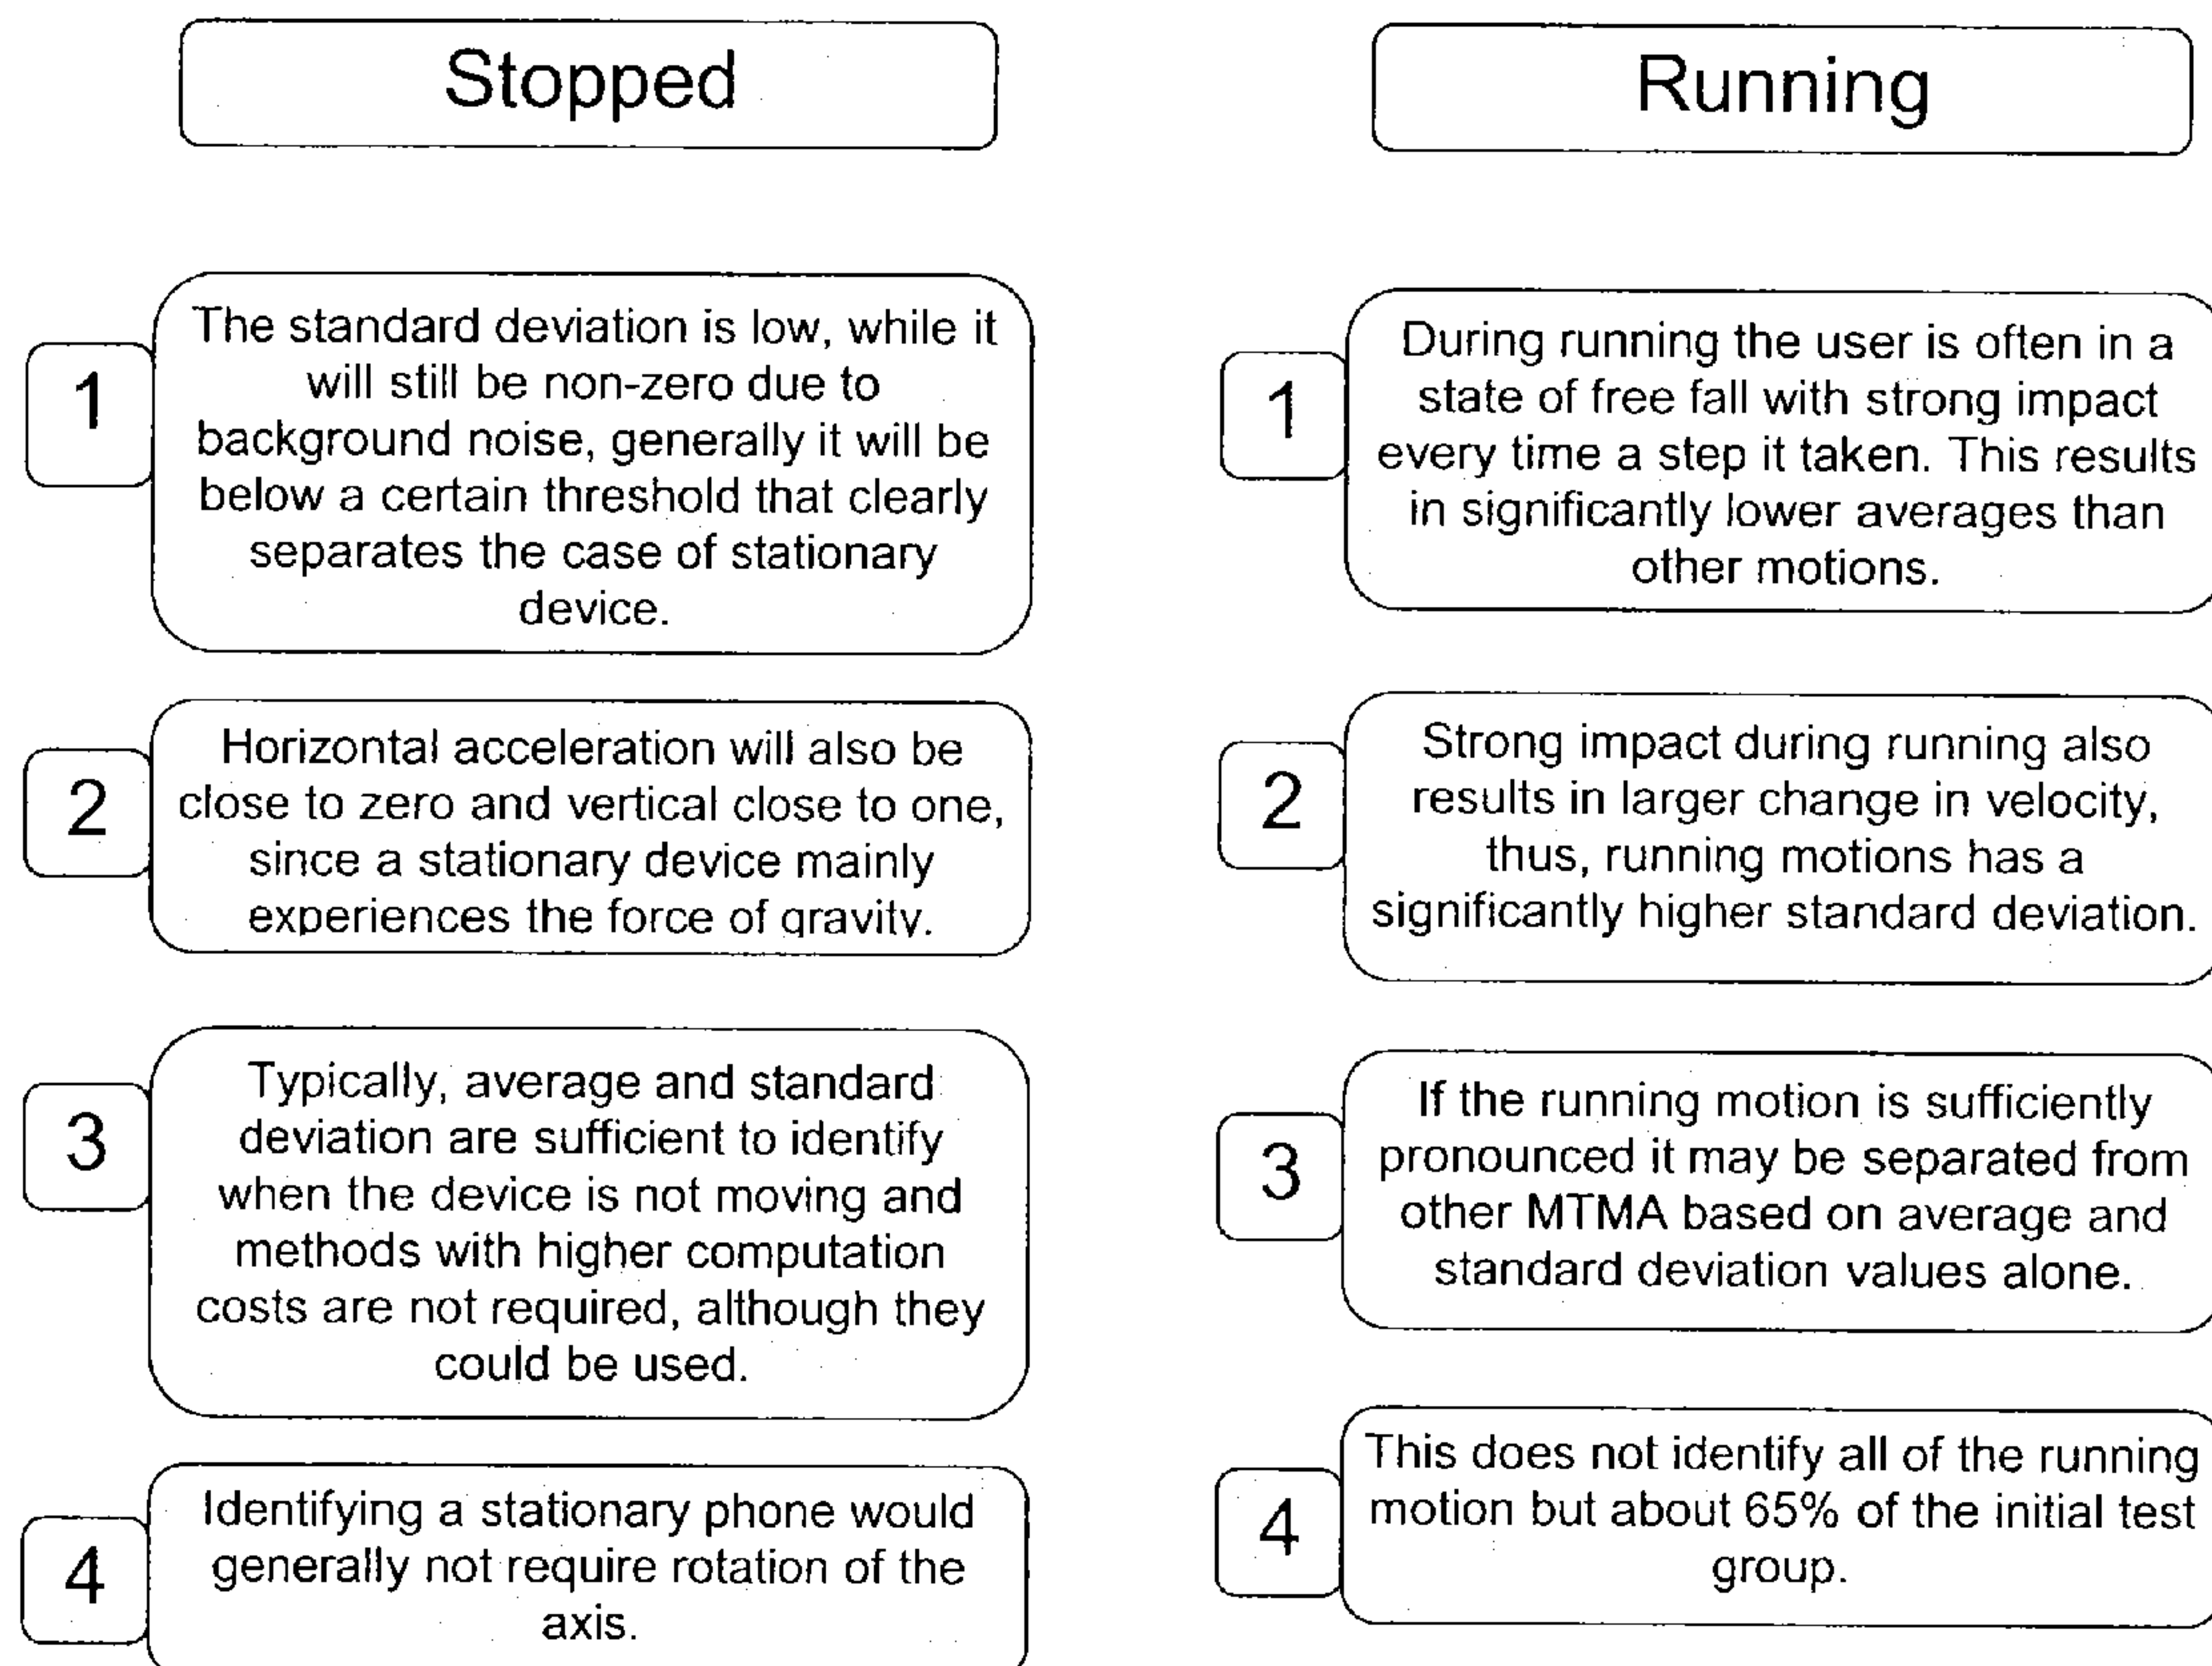 Stopped
1
The standard deviation is low, while it
will still be non-zero due to
background noise, generally it will be
below a certain threshold that clearly
separates the case of stationary
device.
2
Horizontal acceleration will also be
close to zero and vertical close to one,
since a stationary device mainly
experiences the force of gravity.
3
Typically, average and standard
deviation are sufficient to identify
when the device is not moving and
methods with higher computation
costs are not required, although they
could be used.
4
Identifying a stationary phone would
generally not require rotation of the
axis.
Running
1
During running the user is often in a
state of free fall with strong impact
every time a step it taken. This results
in significantly lower averages than
other motions.
2
Strong impact during running also
results in larger change in velocity,
thus, running motions has a
significantly higher standard deviation.
3
If the running motion is sufficiently
pronounced it may be separated from
other MTMA based on average and
standard deviation values alone.
4
This does not identify all of the running
motion but about 65% of the initial test
group.